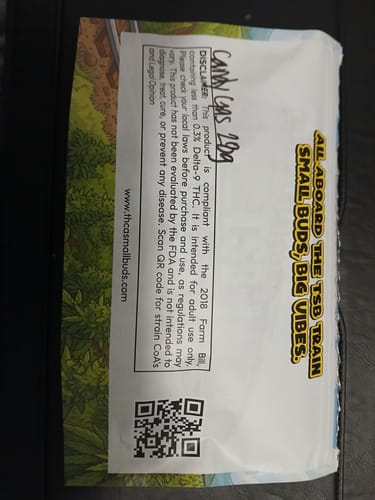 ALL ABOARD THE TSB TRAIN
SMALL BUDS, BIG VIBES.
Candy Gas 28g
DISCLAIMER: This product is compliant with the 2018 Farm Bill,
containing less than 0.3% Delta-9 THC. It is intended for adult use only.
Please check your local laws before purchase and use, as regulations may
vary. This product has not been evaluated by the FDA and is not intended to
diagnose, treat, cure, or prevent any disease. Scan QR code for strain CoA's
and Legal Opinion
www.thcasmallbuds.com